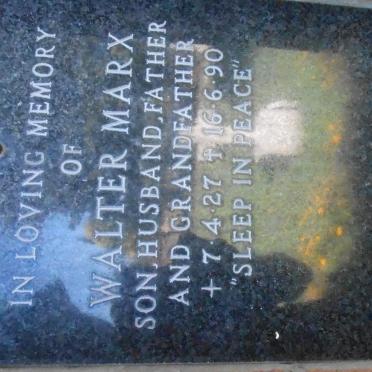 IN LOVING MEMORY
OF
WALTER MARX
SON, HUSBAND, FATHER
AND GRANDFATHER
+ 7.4.27 † 16.6.90
"SLEEP IN PEACE"